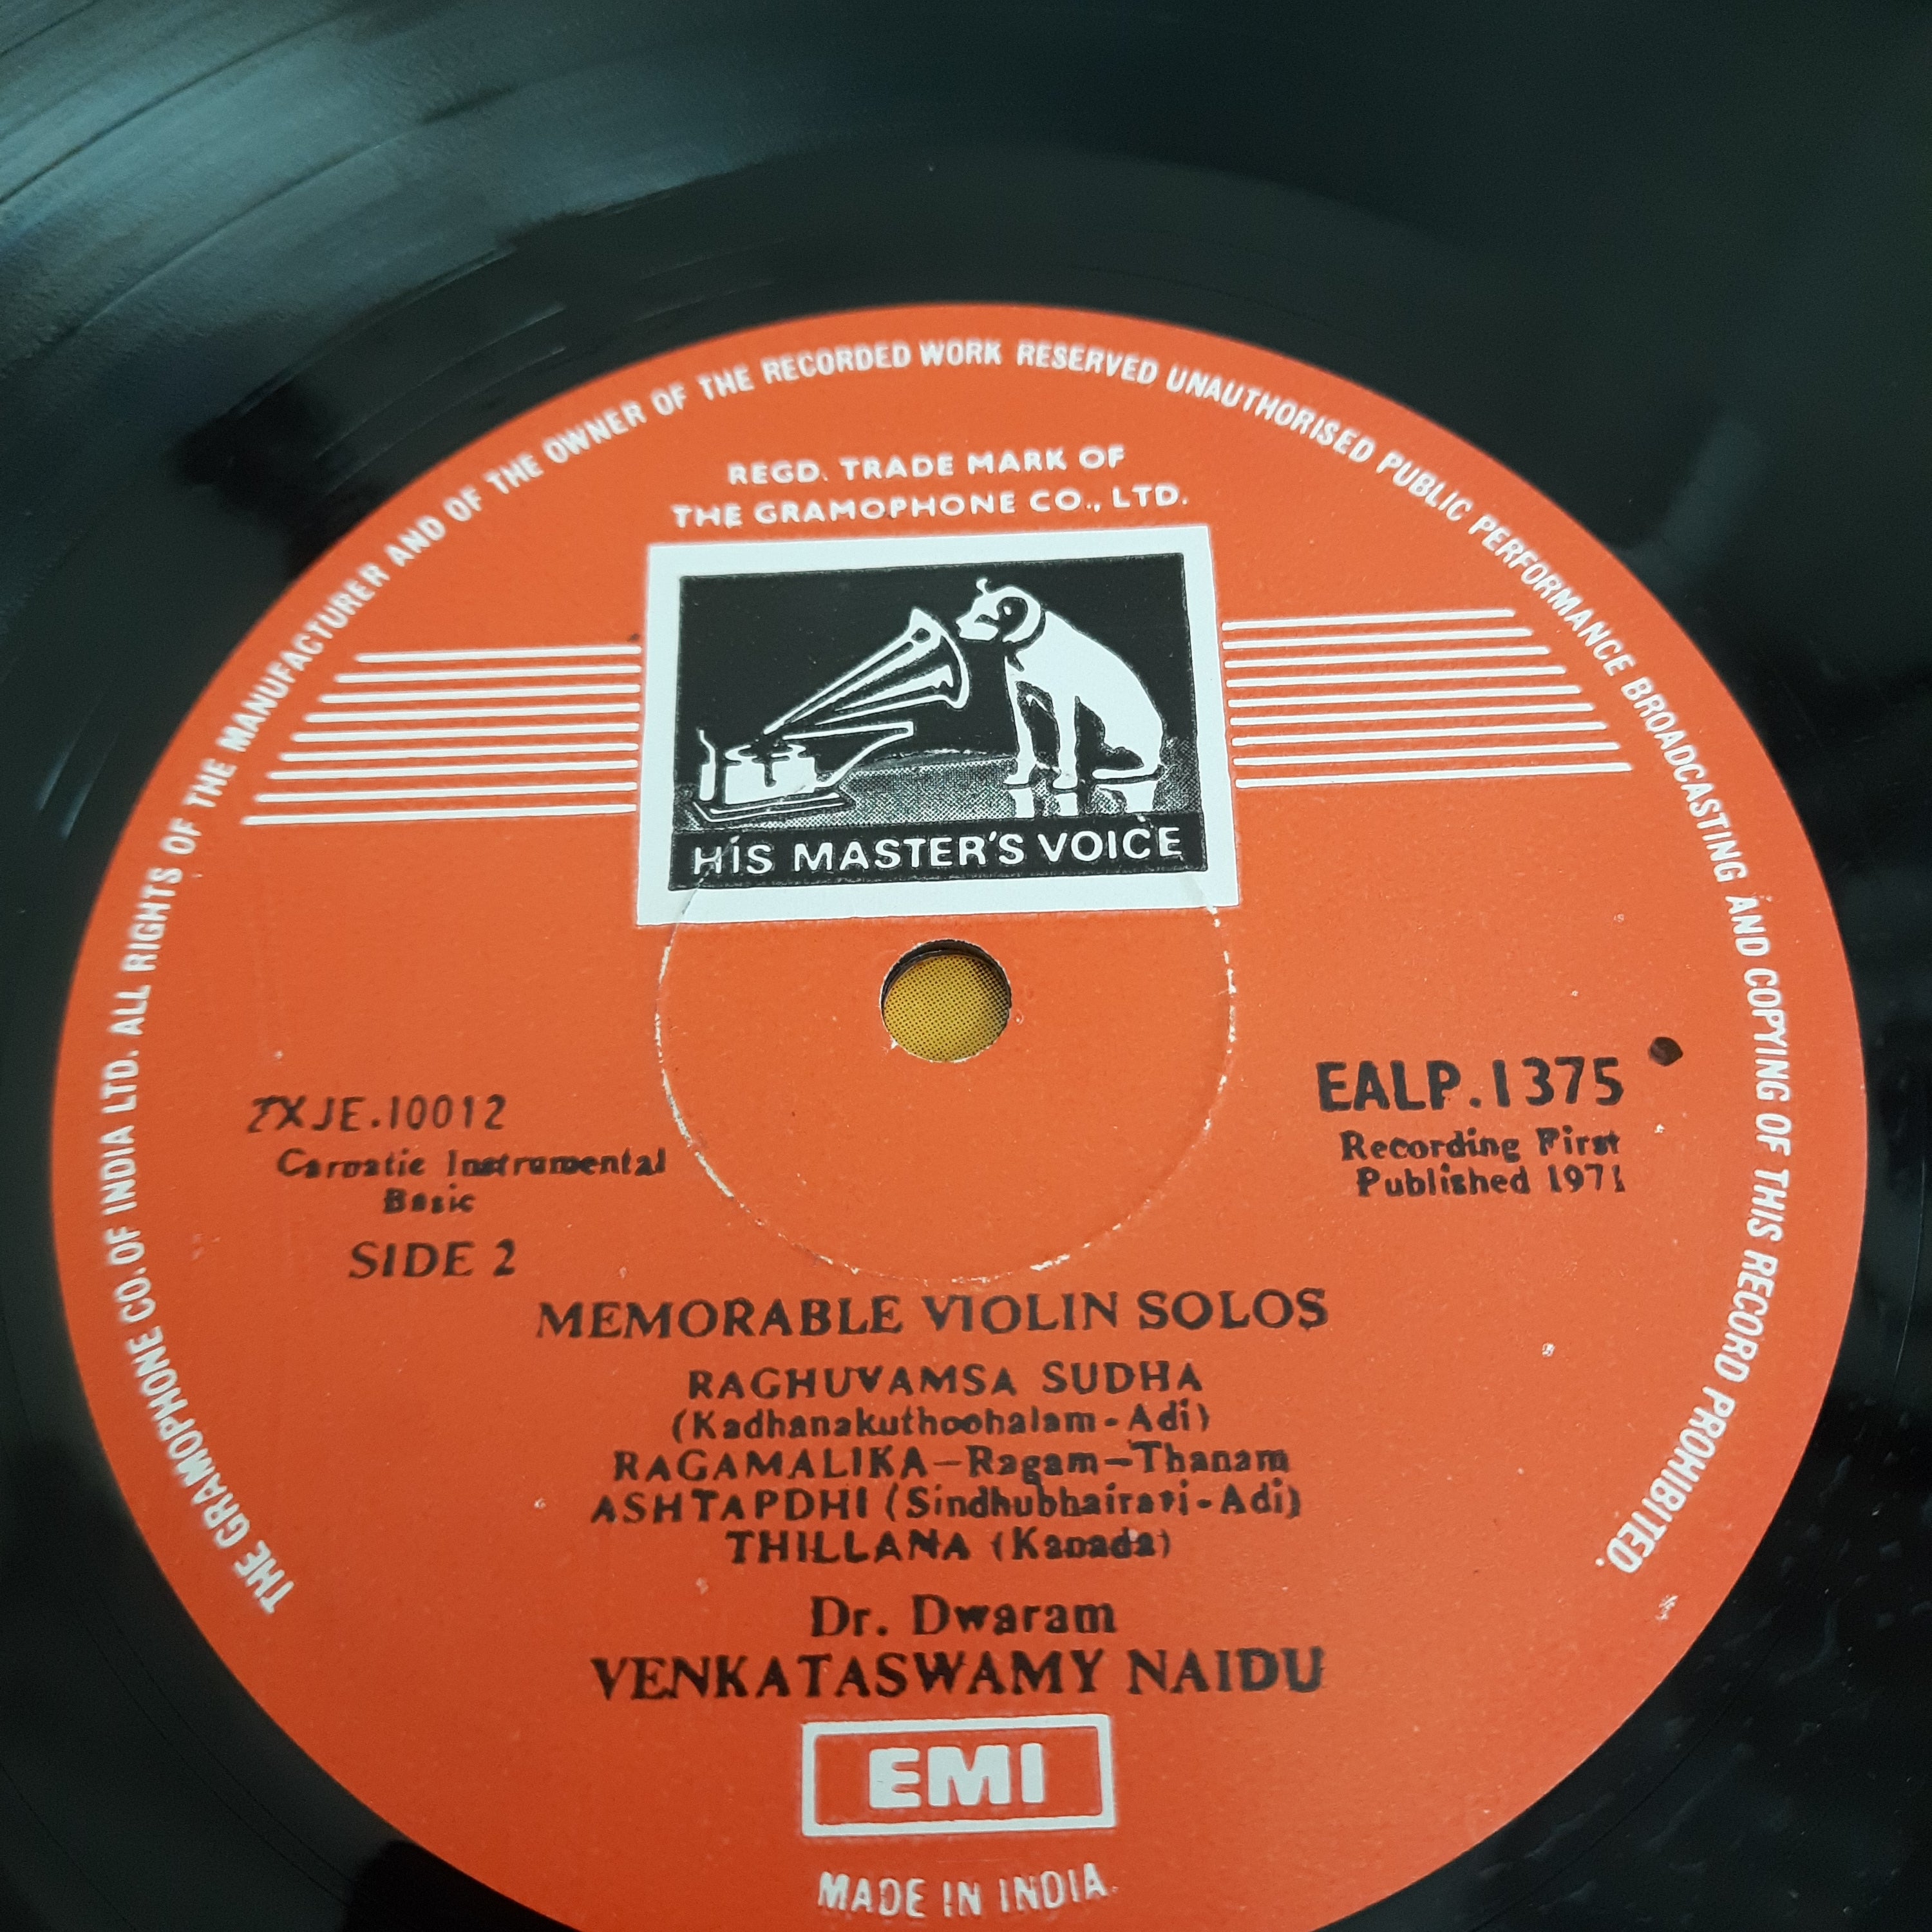 THE GRAMOPHONE CO. OF INDIA LTD. ALL RIGHTS OF THE MANUFACTURER AND OF THE OWNER OF THE RECORDED WORK RESERVED UNAUTHORISED PUBLIC PERFORMANCE BROADCASTING AND COPYING OF THIS RECORD PROHIBITED.
REGD. TRADE MARK OF
THE GRAMOPHONE CO., LTD.
HIS MASTER'S VOICE
7XJE.10012
Carnatic Instrumental
Basic
SIDE 2
EALP.1375
Recording First
Published 1971
MEMORABLE VIOLIN SOLOS
RAGHUVAMSA SUDHA
(Kadhanakuthoohalam-Adi)
RAGAMALIKA—Ragam—Thanam
ASHTAPDHI (Sindhubhairavi-Adi)
THILLANA (Kanada)
Dr. Dwaram
VENKATASWAMY NAIDU
EMI
MADE IN INDIA.